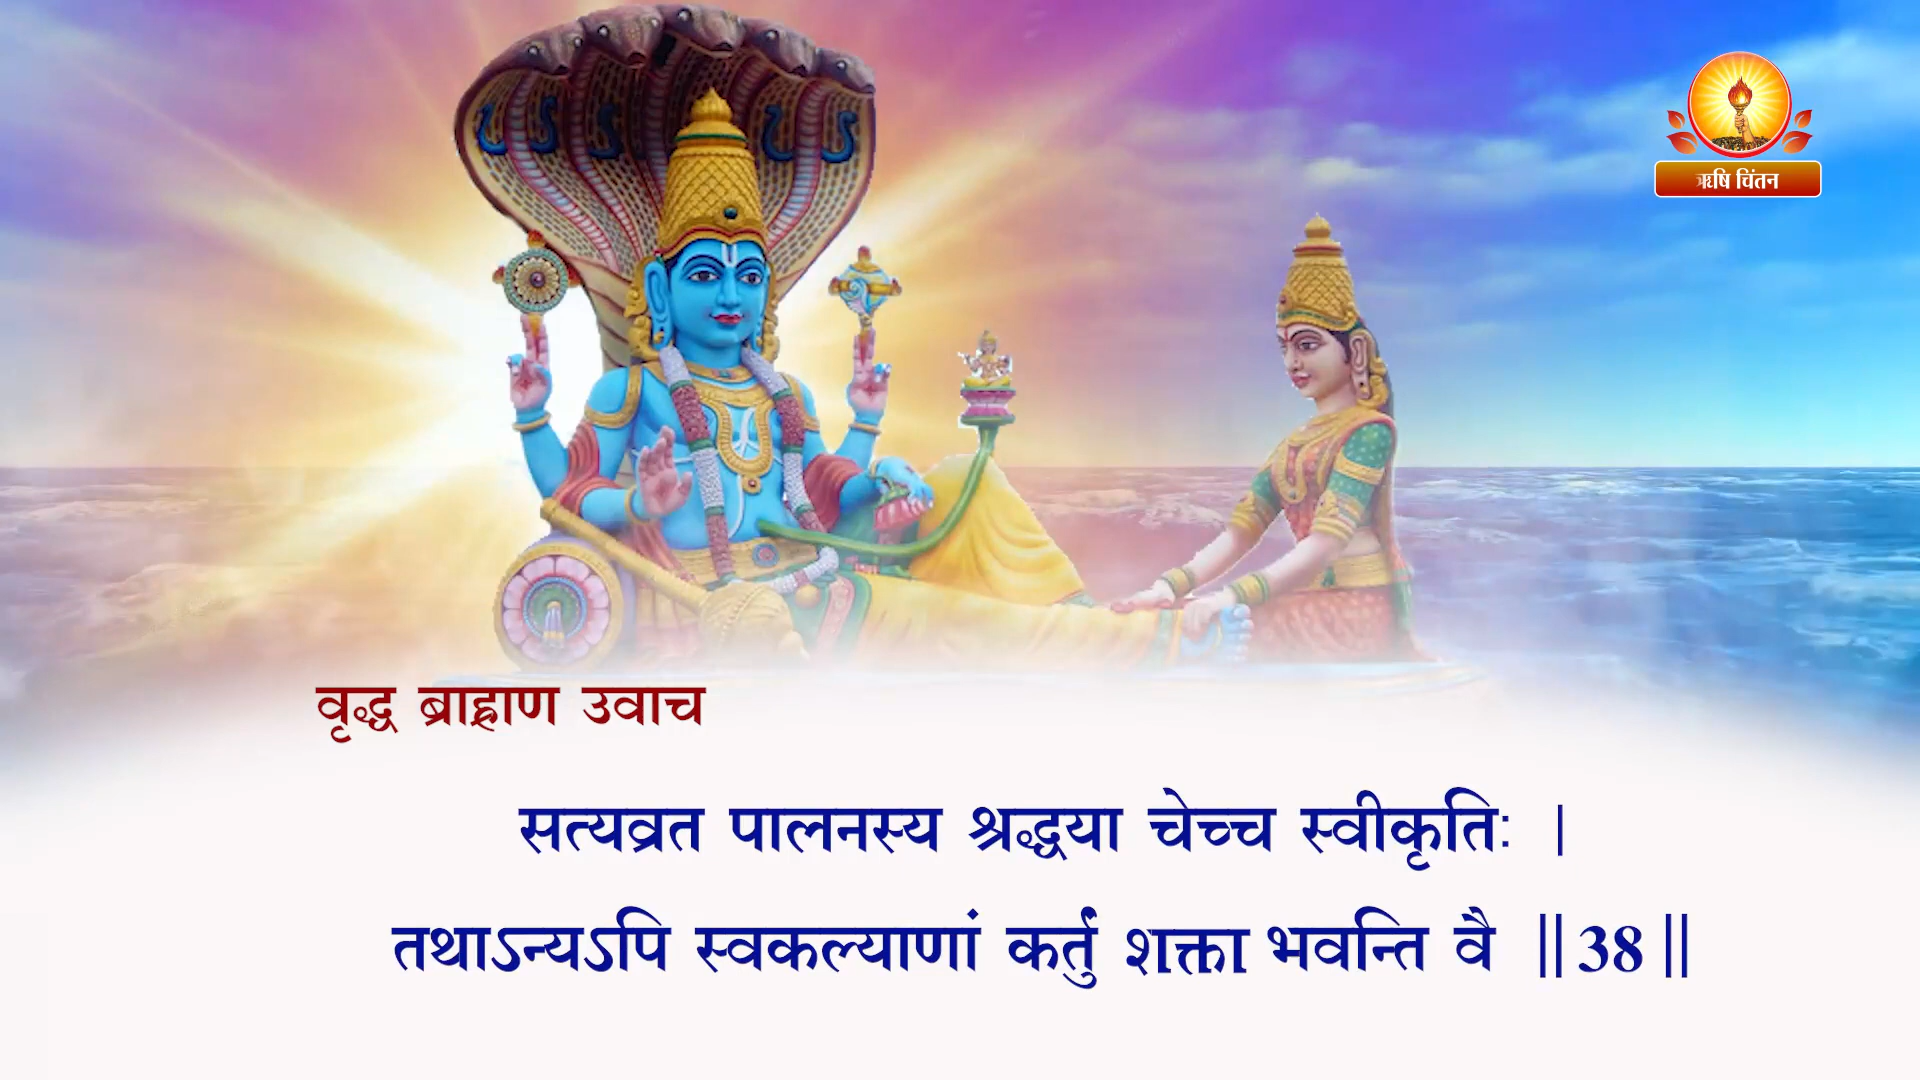 ऋषि चिंतन
वृद्ध ब्राह्मण उवाच
सत्यव्रत पालनस्य श्रद्धया चेच्च स्वीकृतिः ।
तथाऽन्यऽपि स्वकल्याणां कर्तुं शक्ता भवन्ति वै ॥ 38 ॥